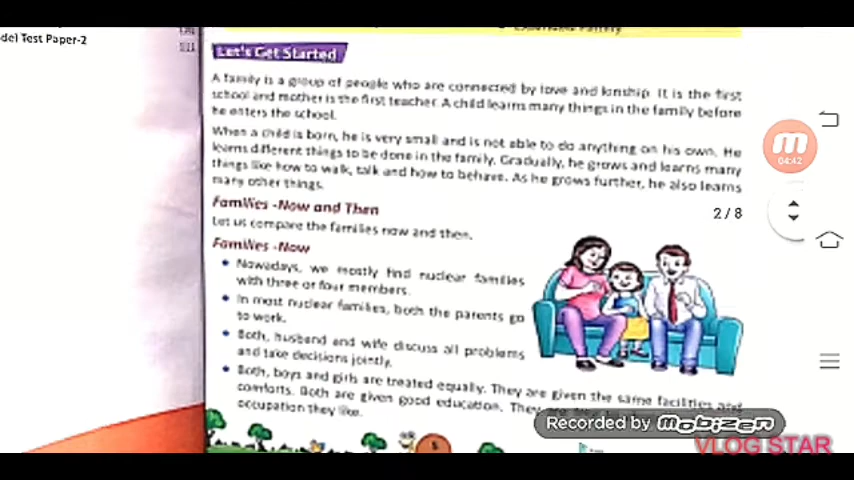 del Test Paper-2
111
Let's Get Started
A family is a group of people who are connected by love and kinship. It is the first
school and mother is the first teacher. A child learns many things in the family before
he enters the school.
When a child is born, he is very small and is not able to do anything on his own. He
learns different things to be done in the family. Gradually, he grows and learns many
things like how to walk, talk and how to behave. As he grows further, he also learns
many other things.
Families -Now and Then
Let us compare the families now and then.
Families -Now
• Nowadays, we mostly find nuclear families
with three or four members.
• In most nuclear families, both the parents go
to work.
• Both, husband and wife discuss all problems
and take decisions jointly.
• Both, boys and girls are treated equally. They are given the same facilities and
comforts. Both are given good education. They
occupation they like.
5
04:42
2 / 8
Recorded by Mobizen
VLOG STAR